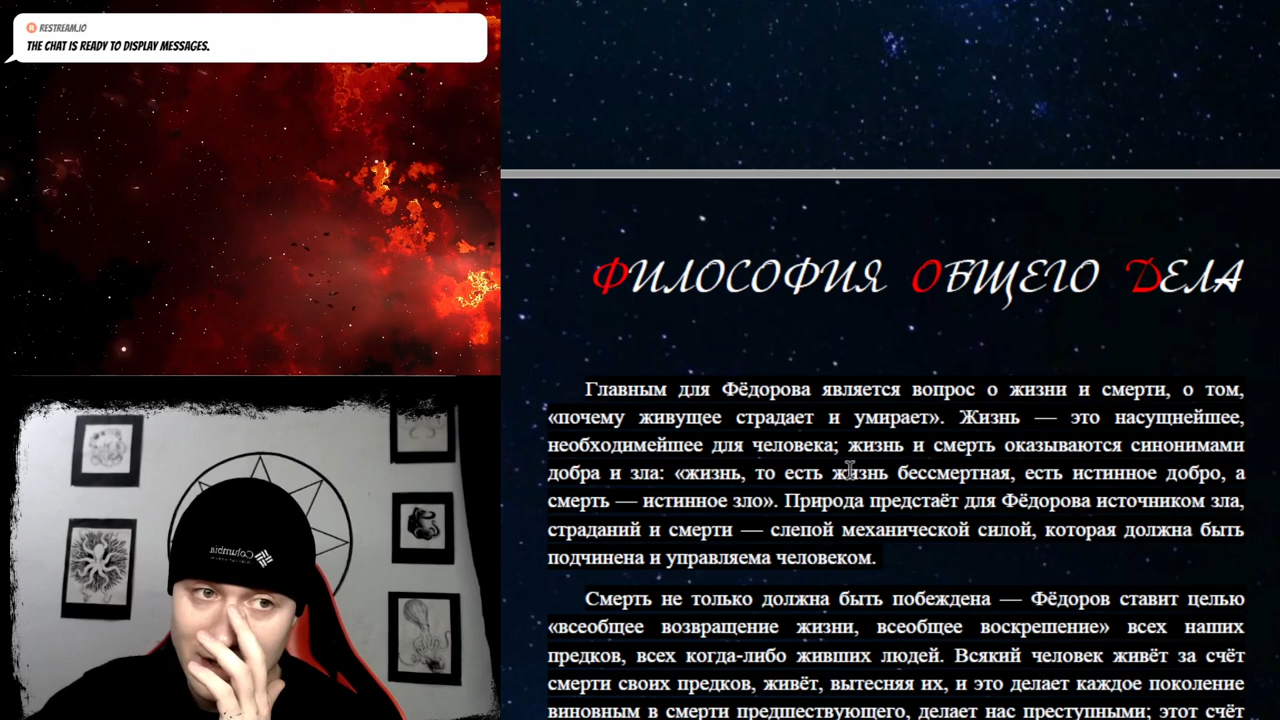 RESTREAM.IO
THE CHAT IS READY TO DISPLAY MESSAGES.
ФИЛОСОФИЯ ОБЩЕГО ДЕЛА
Главным для Фёдорова является вопрос о жизни и смерти, о том,
«почему живущее страдает и умирает». Жизнь — это насущнейшее,
необходимейшее для человека; жизнь и смерть оказываются синонимами
добра и зла: «жизнь, то есть жизнь бессмертная, есть истинное добро, а
смерть — истинное зло». Природа предстаёт для Фёдорова источником зла,
страданий и смерти — слепой механической силой, которая должна быть
подчинена и управляема человеком.
Смерть не только должна быть побеждена — Фёдоров ставит целью
«всеобщее возвращение жизни, всеобщее воскрешение» всех наших
предков, всех когда-либо живших людей. Всякий человек живёт за счёт
смерти своих предков, живёт, вытесняя их, и это делает каждое поколение
виновным в смерти предшествующего, делает нас преступными; этот счёт
Columbia